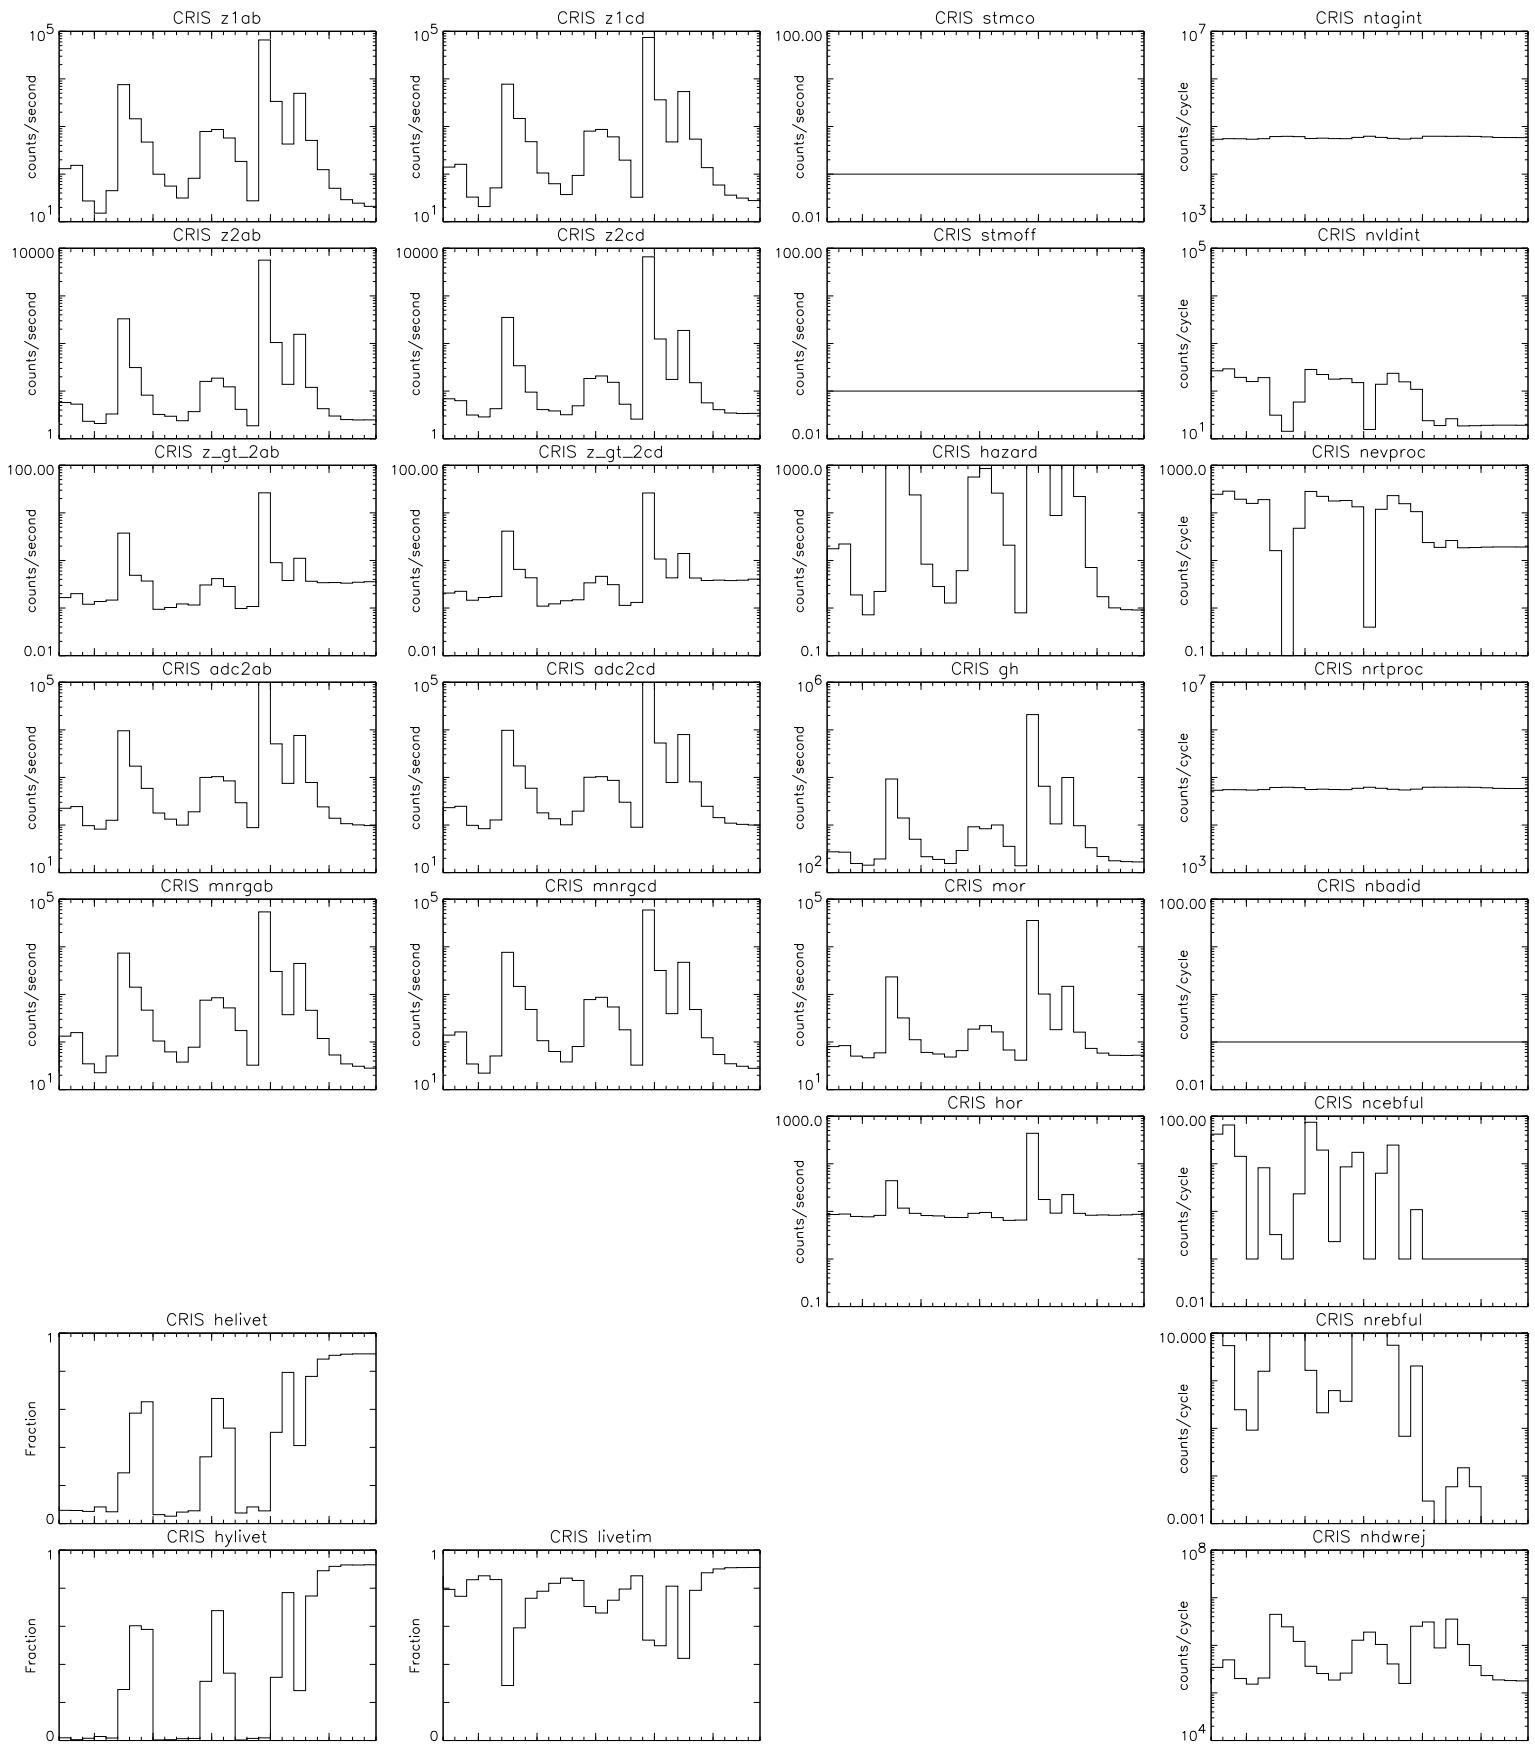 CRIS z1ab
CRIS z1cd
CRIS stmco
CRIS ntagint
10^5
counts/second
10^1
10^5
counts/second
10^1
100.00
counts/second
0.01
10^7
counts/cycle
10^3
CRIS z2ab
CRIS z2cd
CRIS stmoff
CRIS nvldint
10000
counts/second
1
10000
counts/second
1
100.00
counts/second
0.01
10^5
counts/cycle
10^1
CRIS z_gt_2ab
CRIS z_gt_2cd
CRIS hazard
CRIS nevproc
100.00
counts/second
0.01
100.00
counts/second
0.01
1000.0
counts/second
0.1
1000.0
counts/cycle
0.1
CRIS adc2ab
CRIS adc2cd
CRIS gh
CRIS nrtproc
10^5
counts/second
10^1
10^5
counts/second
10^1
10^6
counts/second
10^2
10^7
counts/cycle
10^3
CRIS mnrgab
CRIS mnrgcd
CRIS mor
CRIS nbadid
10^5
counts/second
10^1
10^5
counts/second
10^1
10^5
counts/second
10^1
100.00
counts/cycle
0.01
CRIS hor
CRIS ncebful
1000.0
counts/second
0.1
100.00
counts/cycle
0.01
CRIS helivet
CRIS nrebful
1
Fraction
0
10.000
counts/cycle
0.001
CRIS hylivet
CRIS livetim
CRIS nhdwrej
1
Fraction
0
1
Fraction
0
10^8
counts/cycle
10^4